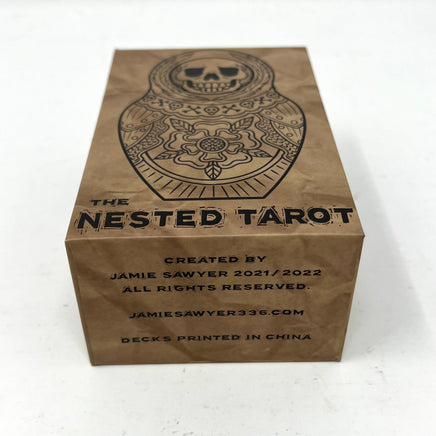 THE
NESTED TAROT
CREATED BY
JAMIE SAWYER 2021/2022
ALL RIGHTS RESERVED.
JAMIESAWYER336.COM
DECKS PRINTED IN CHINA